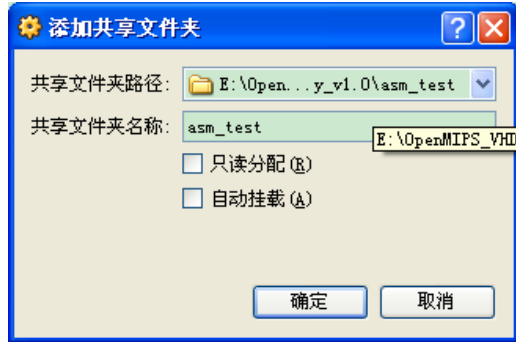 添加共享文件夹
共享文件夹路径: E:\Open...y_v1.0\asm_test
共享文件夹名称: asm_test
E:\OpenMIPS_VHD
只读分配(R)
自动挂载(A)
确定 取消